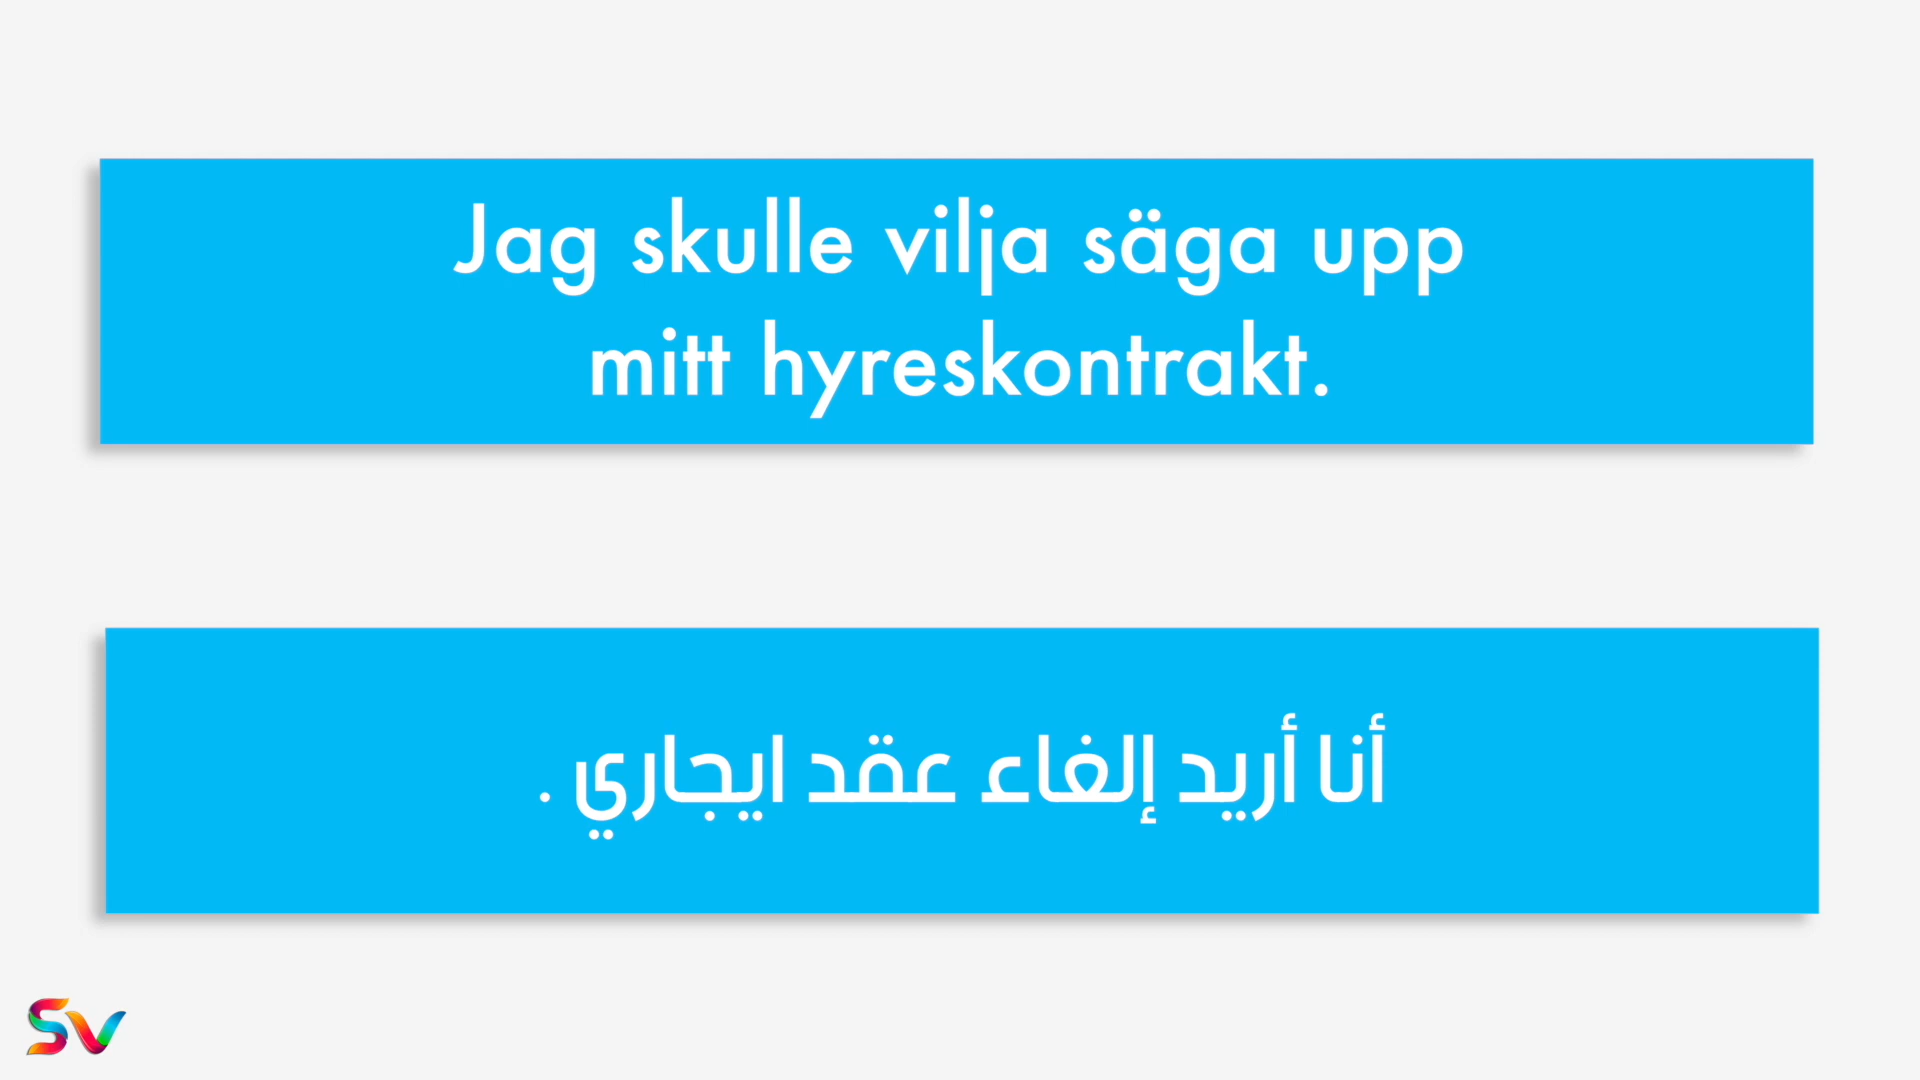 Jag skulle vilja säga upp
mitt hyreskontrakt.
أنا أريد إلغاء عقد ايجاري .
SV